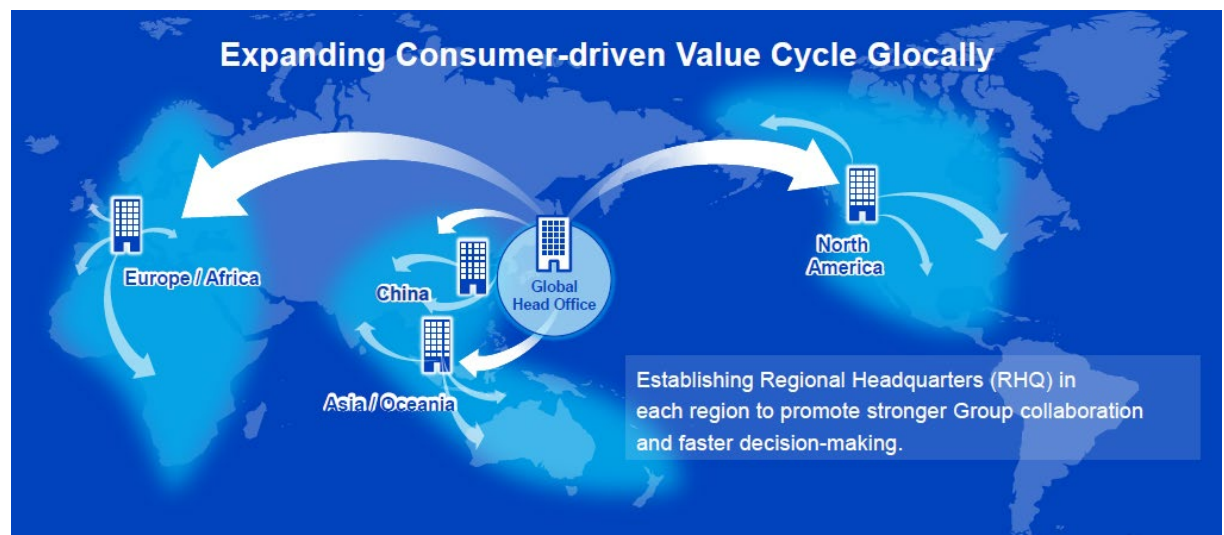 Expanding Consumer-driven Value Cycle Glocally
Europe / Africa
China
Global
Head Office
Asia / Oceania
North
America
Establishing Regional Headquarters (RHQ) in
each region to promote stronger Group collaboration
and faster decision-making.